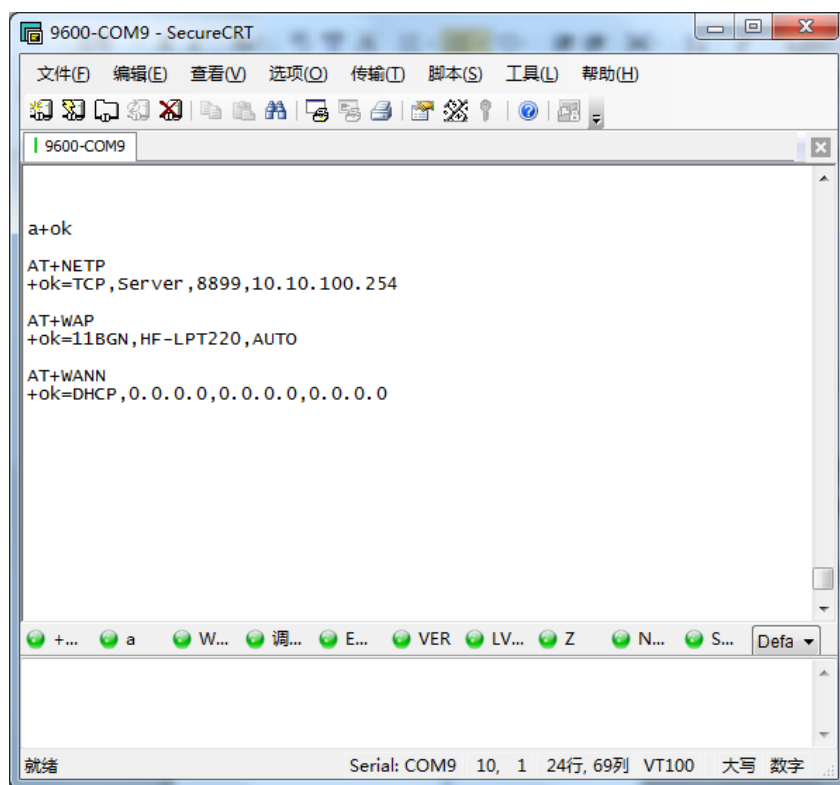 9600-COM9 - SecureCRT
文件(F) 编辑(E) 查看(V) 选项(O) 传输(T) 脚本(S) 工具(L) 帮助(H)
9600-COM9
a+ok
AT+NETP
+ok=TCP,Server,8899,10.10.100.254
AT+WAP
+ok=11BGN,HF-LPT220,AUTO
AT+WANN
+ok=DHCP,0.0.0.0,0.0.0.0,0.0.0.0
+... a W... 调... E... VER LV... Z N... S... Defa
就绪 Serial: COM9 10, 1 24行, 69列 VT100 大写 数字